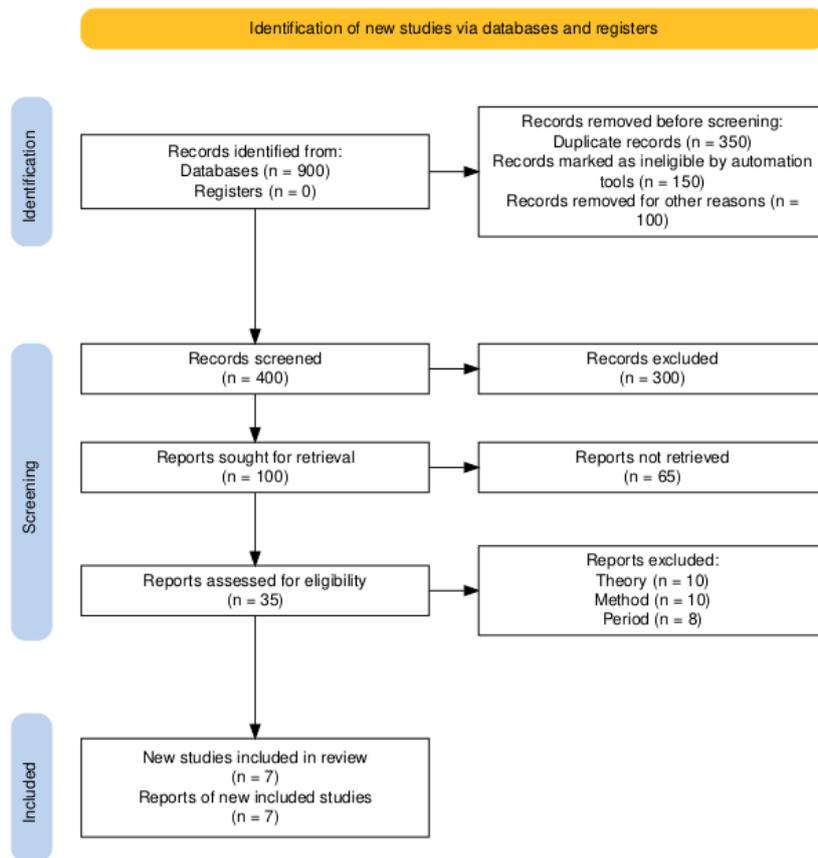 Identification of new studies via databases and registers
Identification
Records identified from:
Databases (n = 900)
Registers (n = 0)
Records removed before screening:
Duplicate records (n = 350)
Records marked as ineligible by automation
tools (n = 150)
Records removed for other reasons (n =
100)
Screening
Records screened
(n = 400)
Records excluded
(n = 300)
Reports sought for retrieval
(n = 100)
Reports not retrieved
(n = 65)
Reports assessed for eligibility
(n = 35)
Reports excluded:
Theory (n = 10)
Method (n = 10)
Period (n = 8)
Included
New studies included in review
(n = 7)
Reports of new included studies
(n = 7)